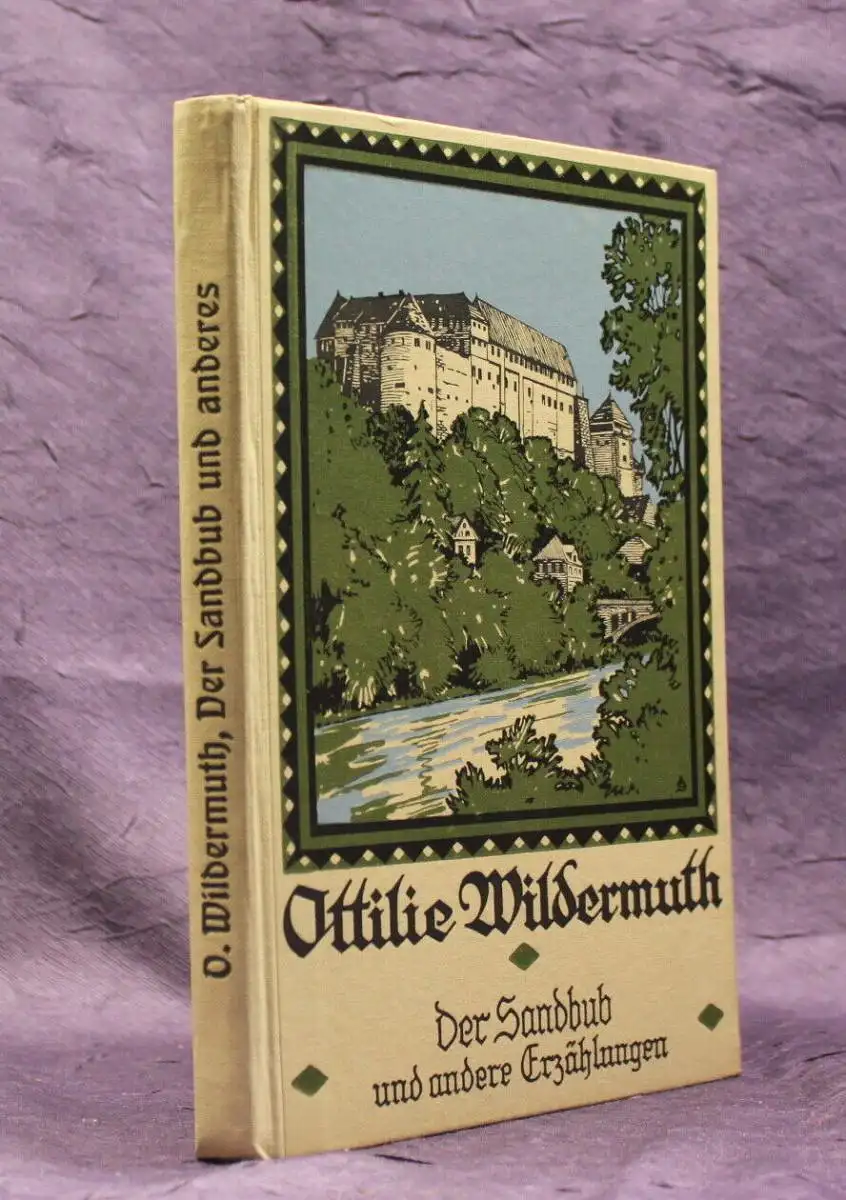 O. Wildermuth, Der Sandbub und anderes
Ottilie Wildermuth
Der Sandbub
und andere Erzählungen